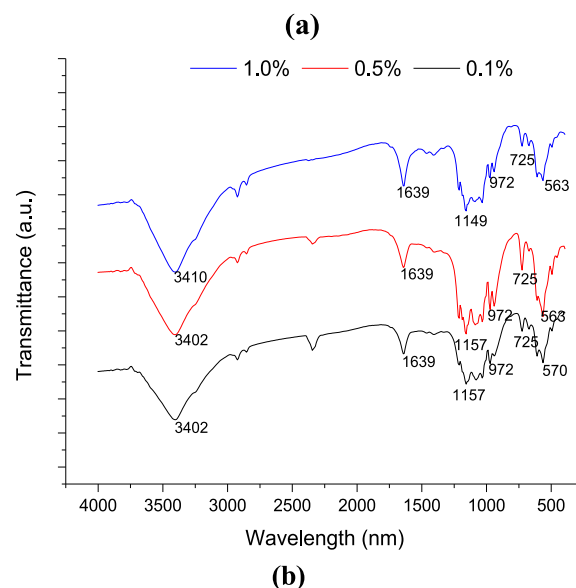 (a)
1.0% 0.5% 0.1%
Transmittance (a.u.)
3410 1639 1149 972 725 563
3402 1639 1157 972 725 563
3402 1639 1157 972 725 570
4000 3500 3000 2500 2000 1500 1000 500
Wavelength (nm)
(b)